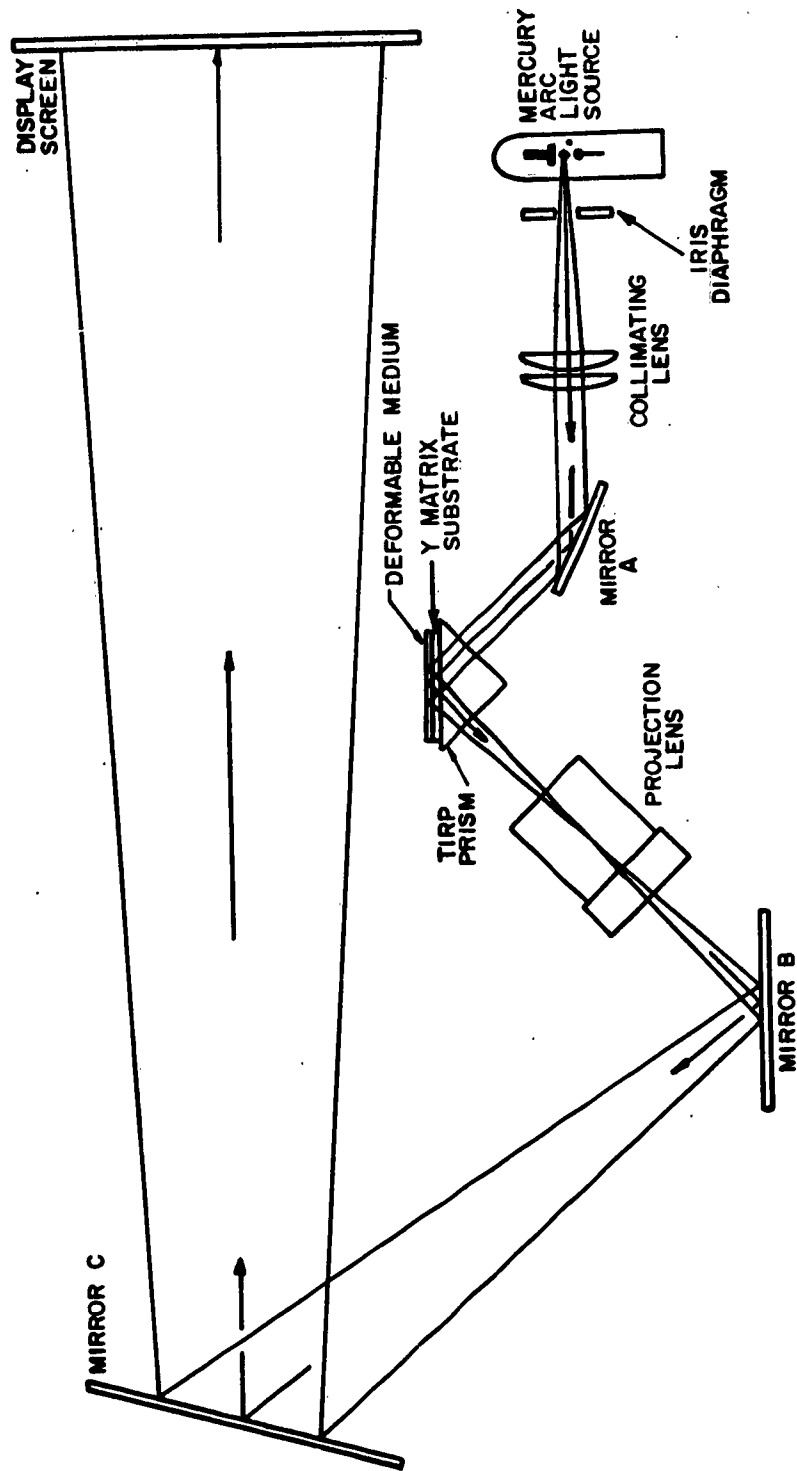 DISPLAY
SCREEN
MERCURY
ARC
LIGHT
SOURCE
IRIS
DIAPHRAGM
COLLIMATING
LENS
DEFORMABLE MEDIUM
Y MATRIX
SUBSTRATE
MIRROR
A
TIRP
PRISM
PROJECTION
LENS
MIRROR B
MIRROR C